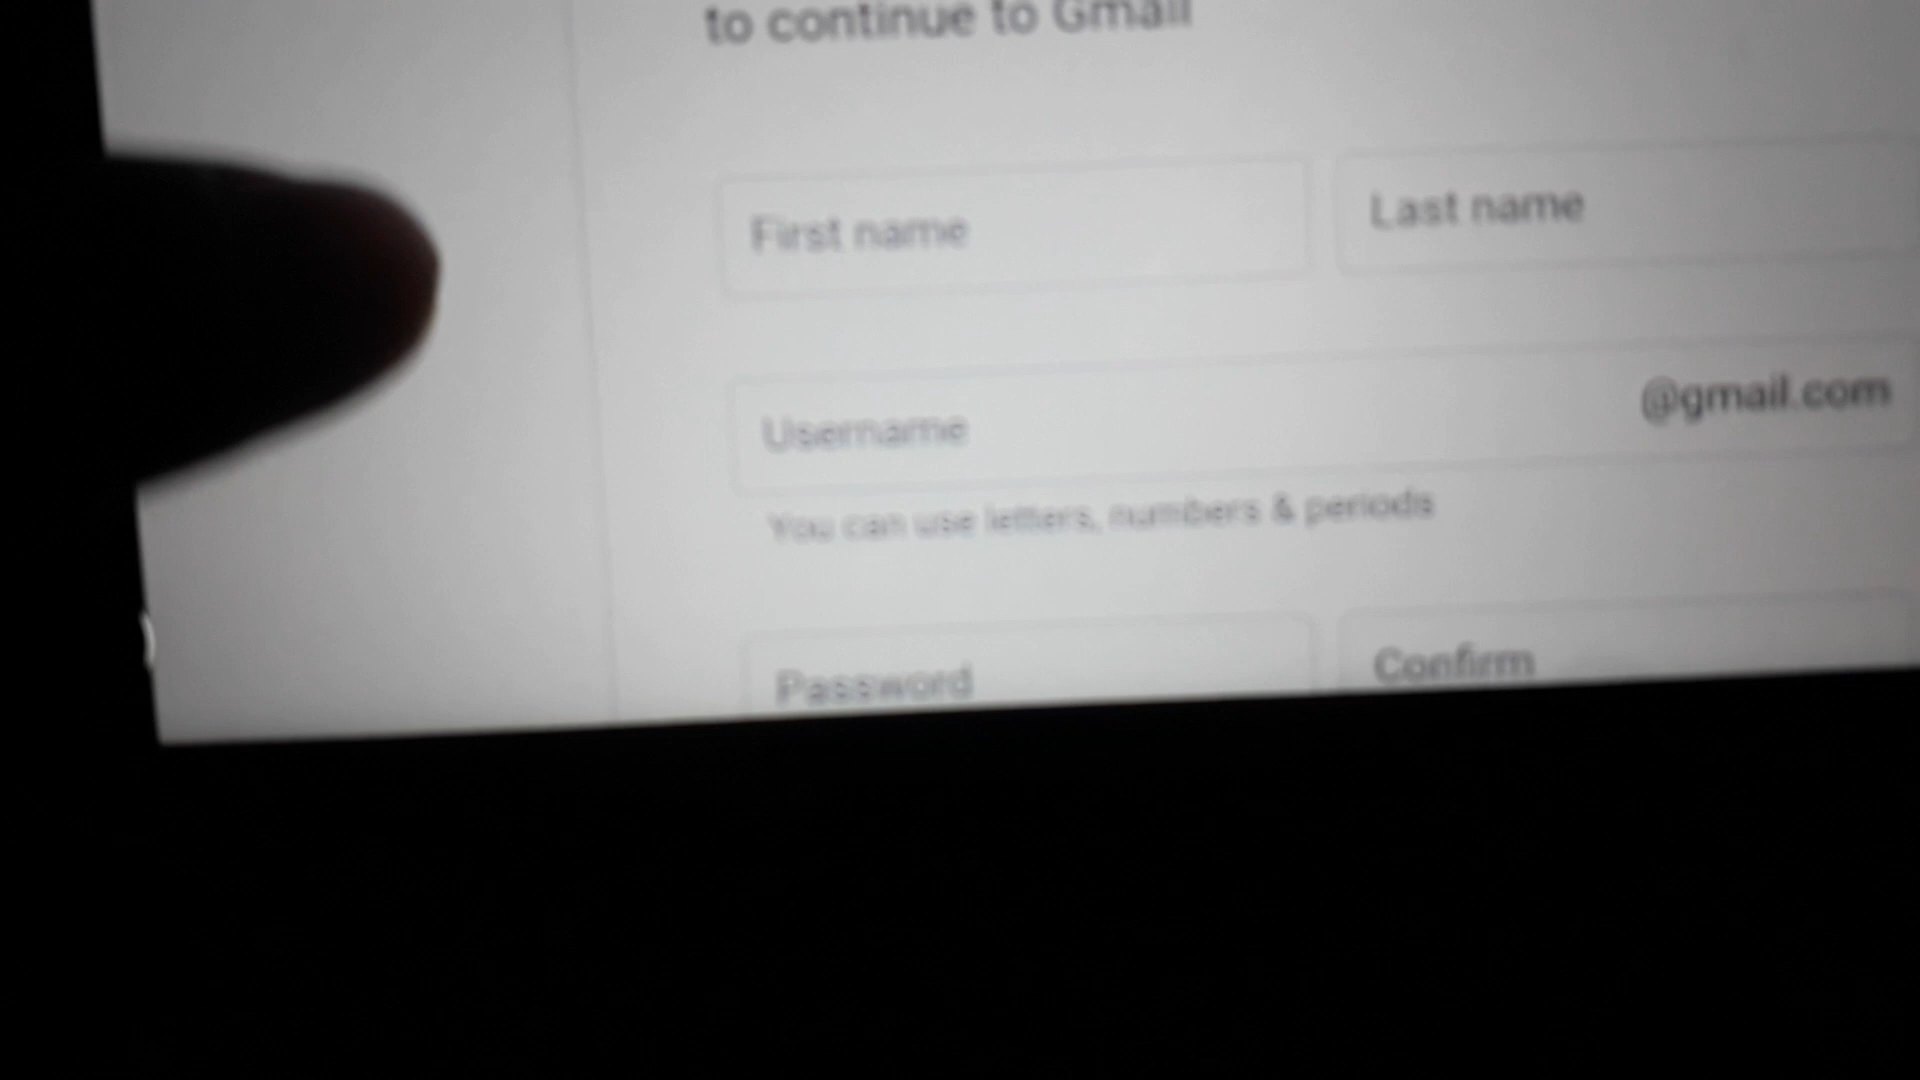 to continue to Gmail
First name
Last name
Username
@gmail.com
You can use letters, numbers & periods
Password
Confirm